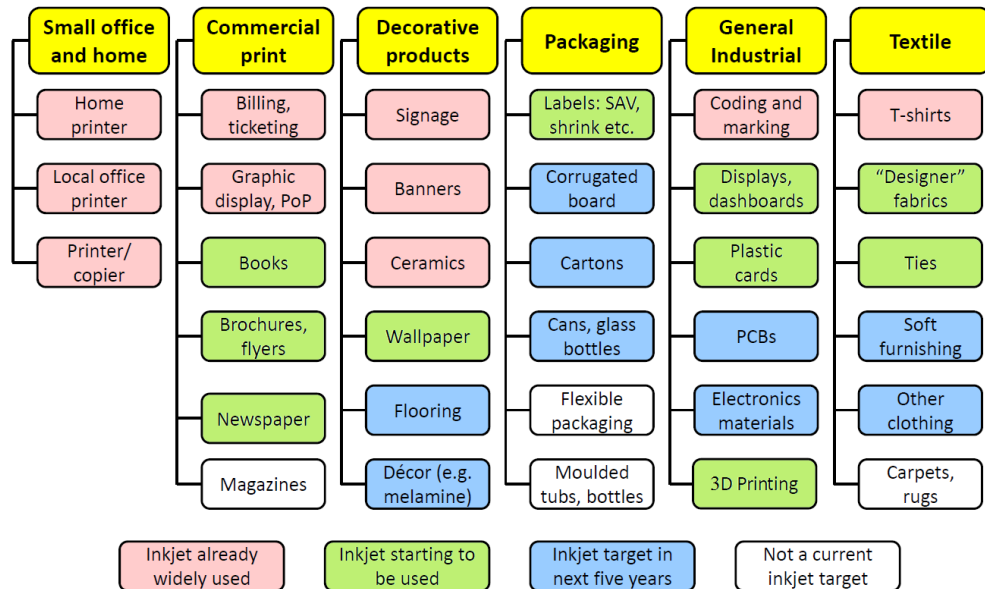 Small office
and home
Commercial
print
Decorative
products
Packaging
General
Industrial
Textile
Home
printer
Billing,
ticketing
Signage
Labels: SAV,
shrink etc.
Coding and
marking
T-shirts
Local office
printer
Graphic
display, PoP
Banners
Corrugated
board
Displays,
dashboards
“Designer”
fabrics
Printer/
copier
Books
Ceramics
Cartons
Plastic
cards
Ties
Brochures,
flyers
Wallpaper
Cans, glass
bottles
PCBs
Soft
furnishing
Newspaper
Flooring
Flexible
packaging
Electronics
materials
Other
clothing
Magazines
Décor (e.g.
melamine)
Moulded
tubs, bottles
3D Printing
Carpets,
rugs
Inkjet already
widely used
Inkjet starting to
be used
Inkjet target in
next five years
Not a current
inkjet target